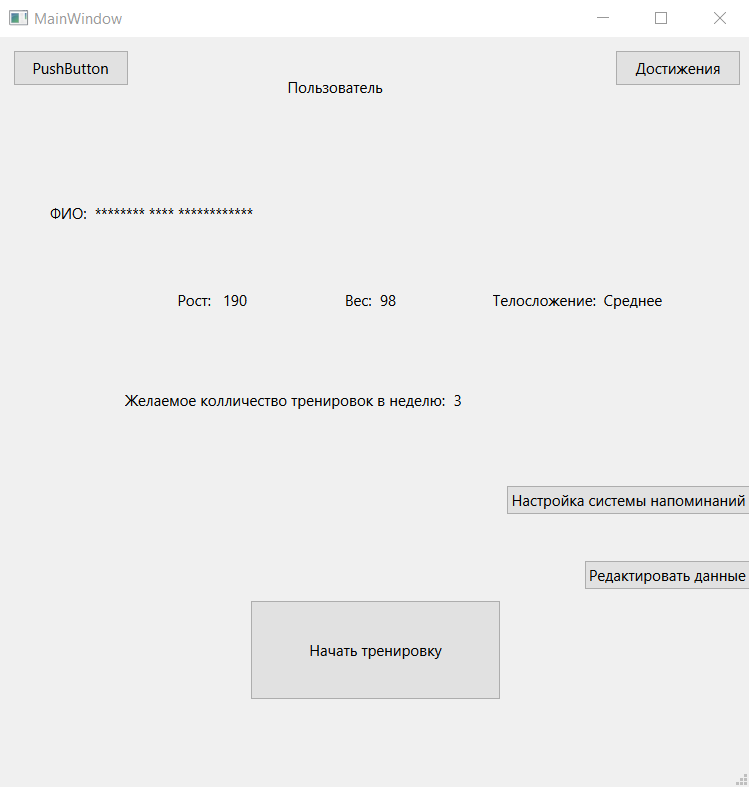 MainWindow
PushButton
Достижения
Пользователь
ФИО: ******** **** ************
Рост: 190 Вес: 98 Телосложение: Среднее
Желаемое колличество тренировок в неделю: 3
Настройка системы напоминаний
Редактировать данные
Начать тренировку